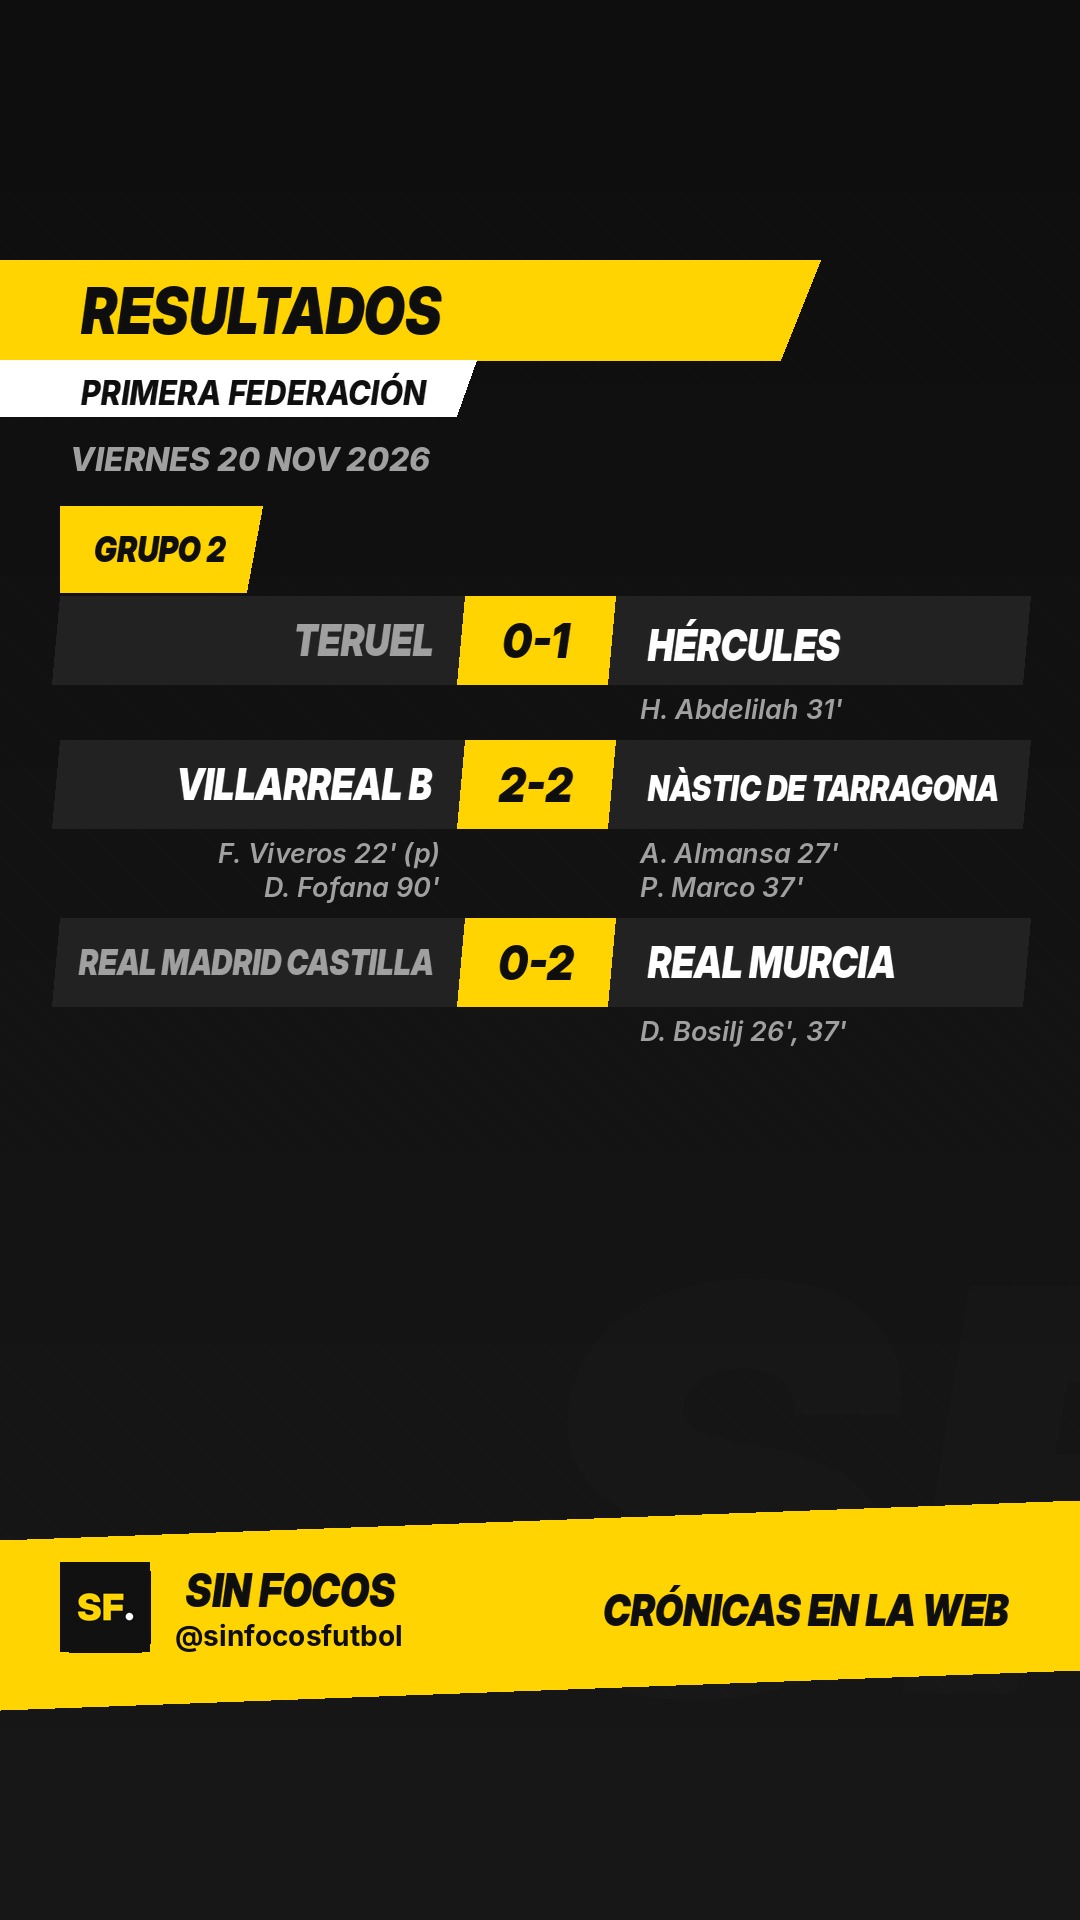 RESULTADOS
PRIMERA FEDERACIÓN
VIERNES 20 NOV 2026
GRUPO 2
TERUEL 0-1 HÉRCULES
H. Abdelilah 31'
VILLARREAL B 2-2 NÀSTIC DE TARRAGONA
F. Viveros 22' (p) A. Almansa 27'
D. Fofana 90' P. Marco 37'
REAL MADRID CASTILLA 0-2 REAL MURCIA
D. Bosilj 26', 37'
SF
SF.
SIN FOCOS
@sinfocosfutbol
CRÓNICAS EN LA WEB